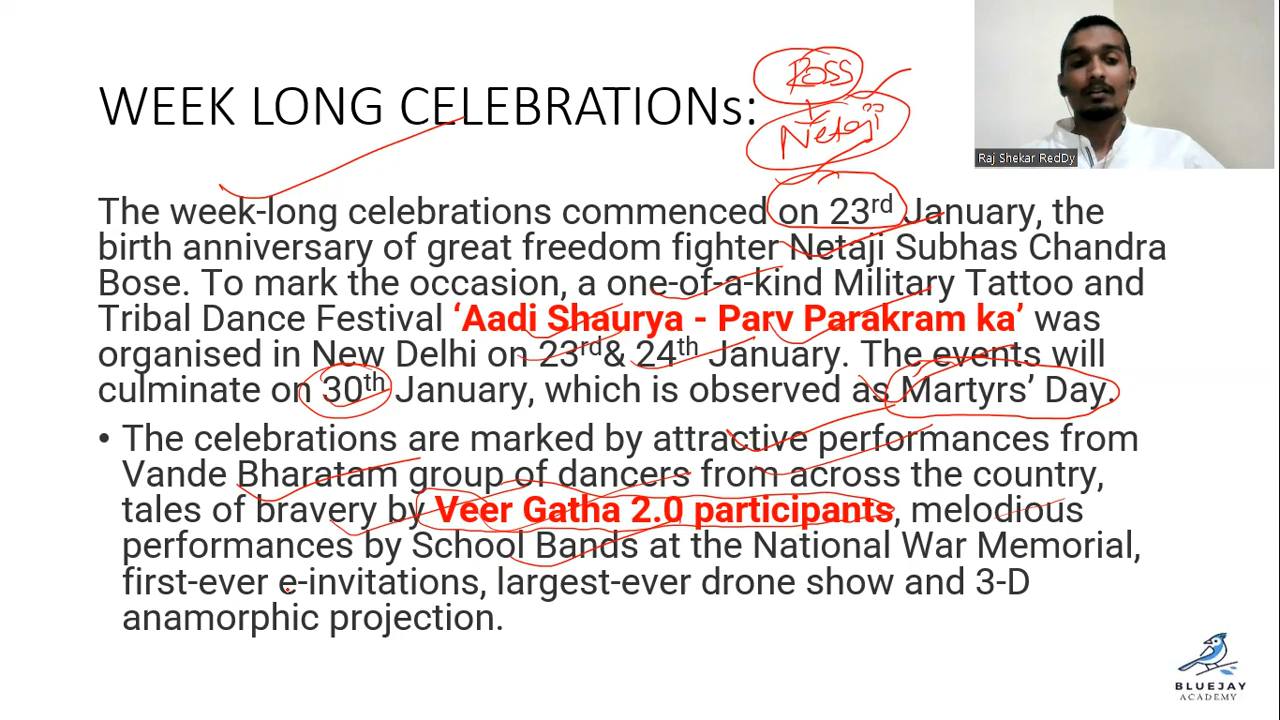 Ross
Netaji
WEEK LONG CELEBRATIONs:
Raj Shekar RedDy
The week-long celebrations commenced on 23rd January, the
birth anniversary of great freedom fighter Netaji Subhas Chandra
Bose. To mark the occasion, a one-of-a-kind Military Tattoo and
Tribal Dance Festival ‘Aadi Shaurya - Parv Parakram ka’ was
organised in New Delhi on 23rd& 24th January. The events will
culminate on 30th January, which is observed as Martyrs’ Day.
• The celebrations are marked by attractive performances from
Vande Bharatam group of dancers from across the country,
tales of bravery by Veer Gatha 2.0 participants, melodious
performances by School Bands at the National War Memorial,
first-ever e-invitations, largest-ever drone show and 3-D
anamorphic projection.
BLUEJAY
ACADEMY